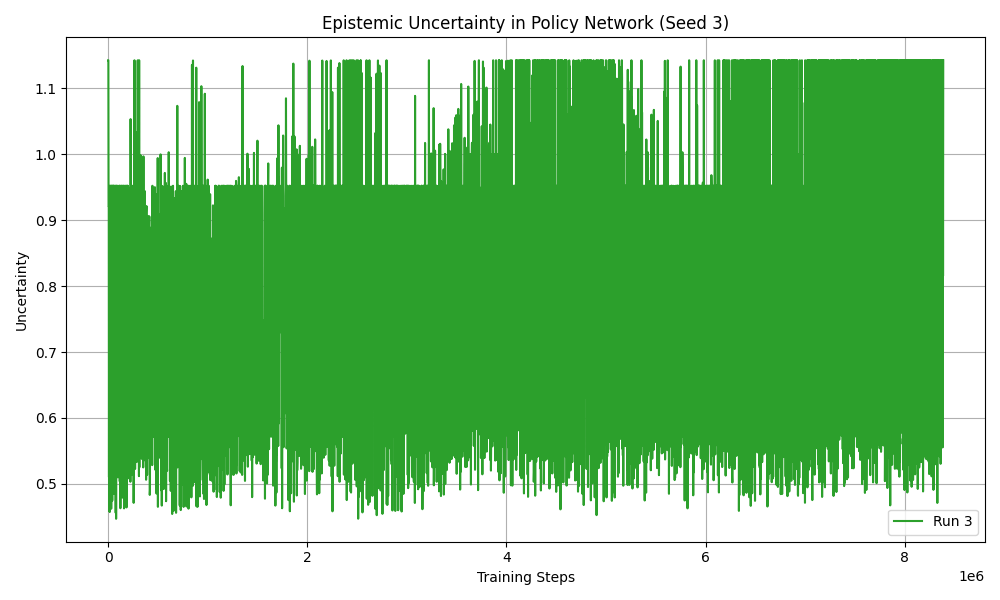 Epistemic Uncertainty in Policy Network (Seed 3)
Uncertainty
1.1
1.0
0.9
0.8
0.7
0.6
0.5
0
2
4
6
8
1e6
Training Steps
Run 3